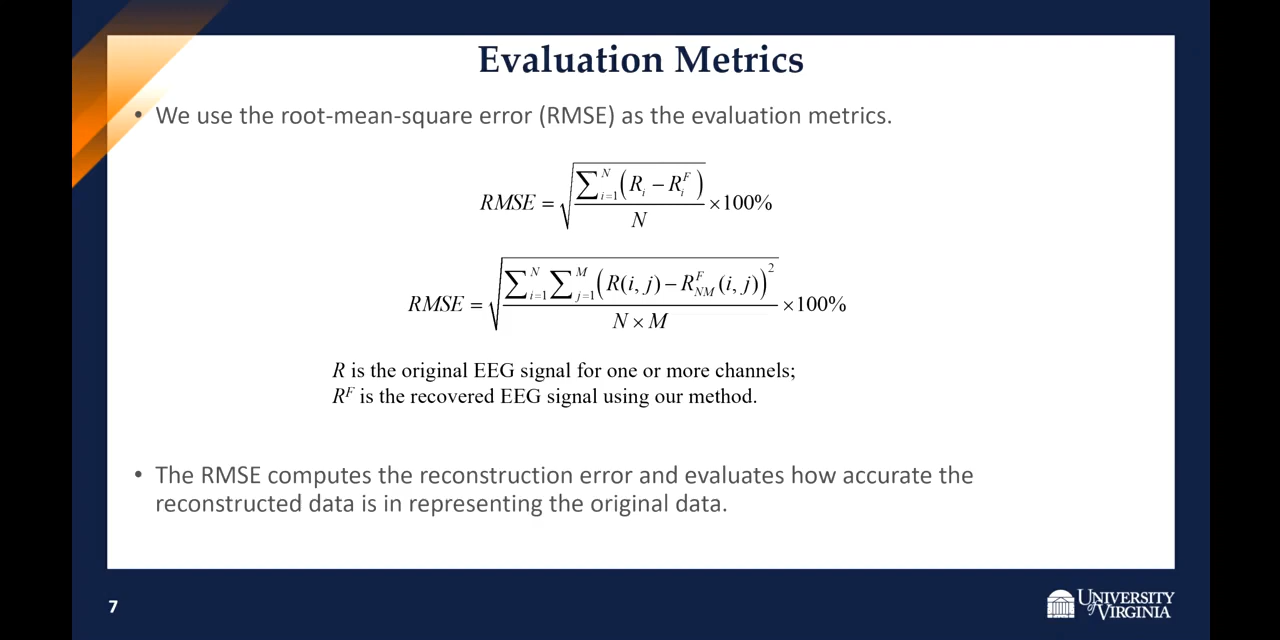 Evaluation Metrics
• We use the root-mean-square error (RMSE) as the evaluation metrics.
RMSE = √(∑_{i=1}^{N} (R_i − R_i^F) / N) × 100%
RMSE = √(∑_{i=1}^{N} ∑_{j=1}^{M} (R(i, j) − R_{NM}^F (i, j))^2 / N × M) × 100%
R is the original EEG signal for one or more channels;
R^F is the recovered EEG signal using our method.
• The RMSE computes the reconstruction error and evaluates how accurate the
reconstructed data is in representing the original data.
7
UNIVERSITY
of VIRGINIA